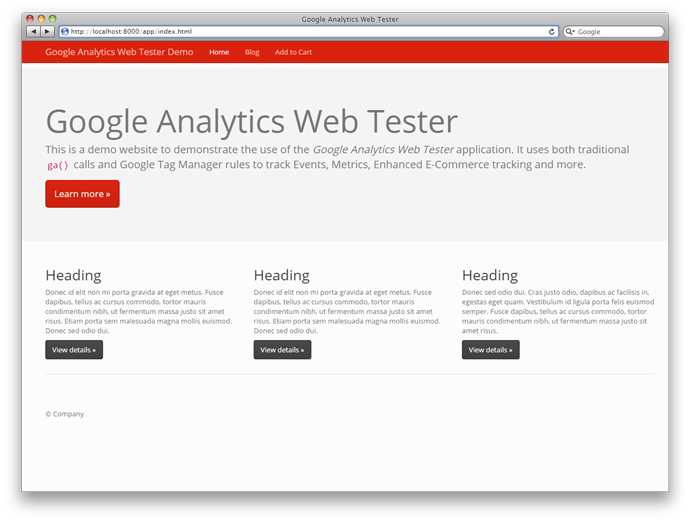 Google Analytics Web Tester
http://localhost:8000/app/index.html
Google
Google Analytics Web Tester Demo Home Blog Add to Cart
Google Analytics Web Tester
This is a demo website to demonstrate the use of the Google Analytics Web Tester application. It uses both traditional
ga() calls and Google Tag Manager rules to track Events, Metrics, Enhanced E-Commerce tracking and more.
Learn more »
Heading
Donec id elit non mi porta gravida at eget metus. Fusce
dapibus, tellus ac cursus commodo, tortor mauris
condimentum nibh, ut fermentum massa justo sit amet
risus. Etiam porta sem malesuada magna mollis euismod.
Donec sed odio dui.
View details »
Heading
Donec id elit non mi porta gravida at eget metus. Fusce
dapibus, tellus ac cursus commodo, tortor mauris
condimentum nibh, ut fermentum massa justo sit amet
risus. Etiam porta sem malesuada magna mollis euismod.
Donec sed odio dui.
View details »
Heading
Donec sed odio dui. Cras justo odio, dapibus ac facilisis in,
egestas eget quam. Vestibulum id ligula porta felis euismod
semper. Fusce dapibus, tellus ac cursus commodo, tortor
mauris condimentum nibh, ut fermentum massa justo sit
amet risus.
View details »
© Company